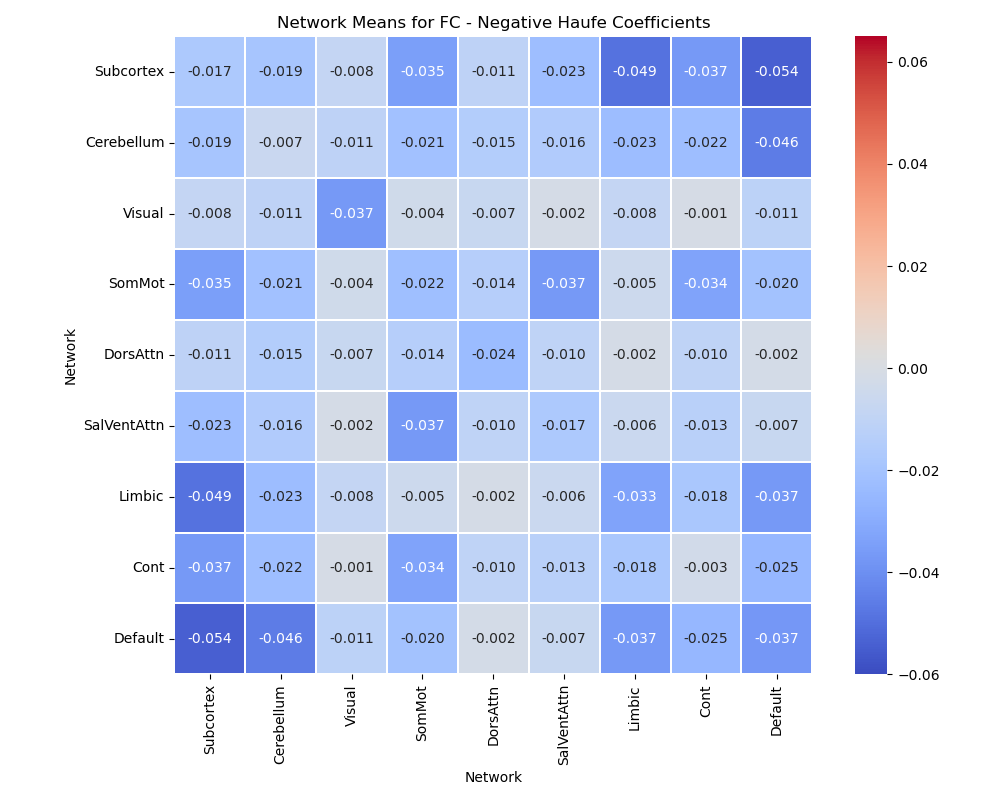 Network Means for FC - Negative Haufe Coefficients
Subcortex -0.017 -0.019 -0.008 -0.035 -0.011 -0.023 -0.049 -0.037 -0.054
Cerebellum -0.019 -0.007 -0.011 -0.021 -0.015 -0.016 -0.023 -0.022 -0.046
Visual -0.008 -0.011 -0.037 -0.004 -0.007 -0.002 -0.008 -0.001 -0.011
SomMot -0.035 -0.021 -0.004 -0.022 -0.014 -0.037 -0.005 -0.034 -0.020
DorsAttn -0.011 -0.015 -0.007 -0.014 -0.024 -0.010 -0.002 -0.010 -0.002
SalVentAttn -0.023 -0.016 -0.002 -0.037 -0.010 -0.017 -0.006 -0.013 -0.007
Limbic -0.049 -0.023 -0.008 -0.005 -0.002 -0.006 -0.033 -0.018 -0.037
Cont -0.037 -0.022 -0.001 -0.034 -0.010 -0.013 -0.018 -0.003 -0.025
Default -0.054 -0.046 -0.011 -0.020 -0.002 -0.007 -0.037 -0.025 -0.037
Subcortex Cerebellum Visual SomMot DorsAttn SalVentAttn Limbic Cont Default
Network
Network
0.06
0.04
0.02
0.00
−0.02
−0.04
−0.06